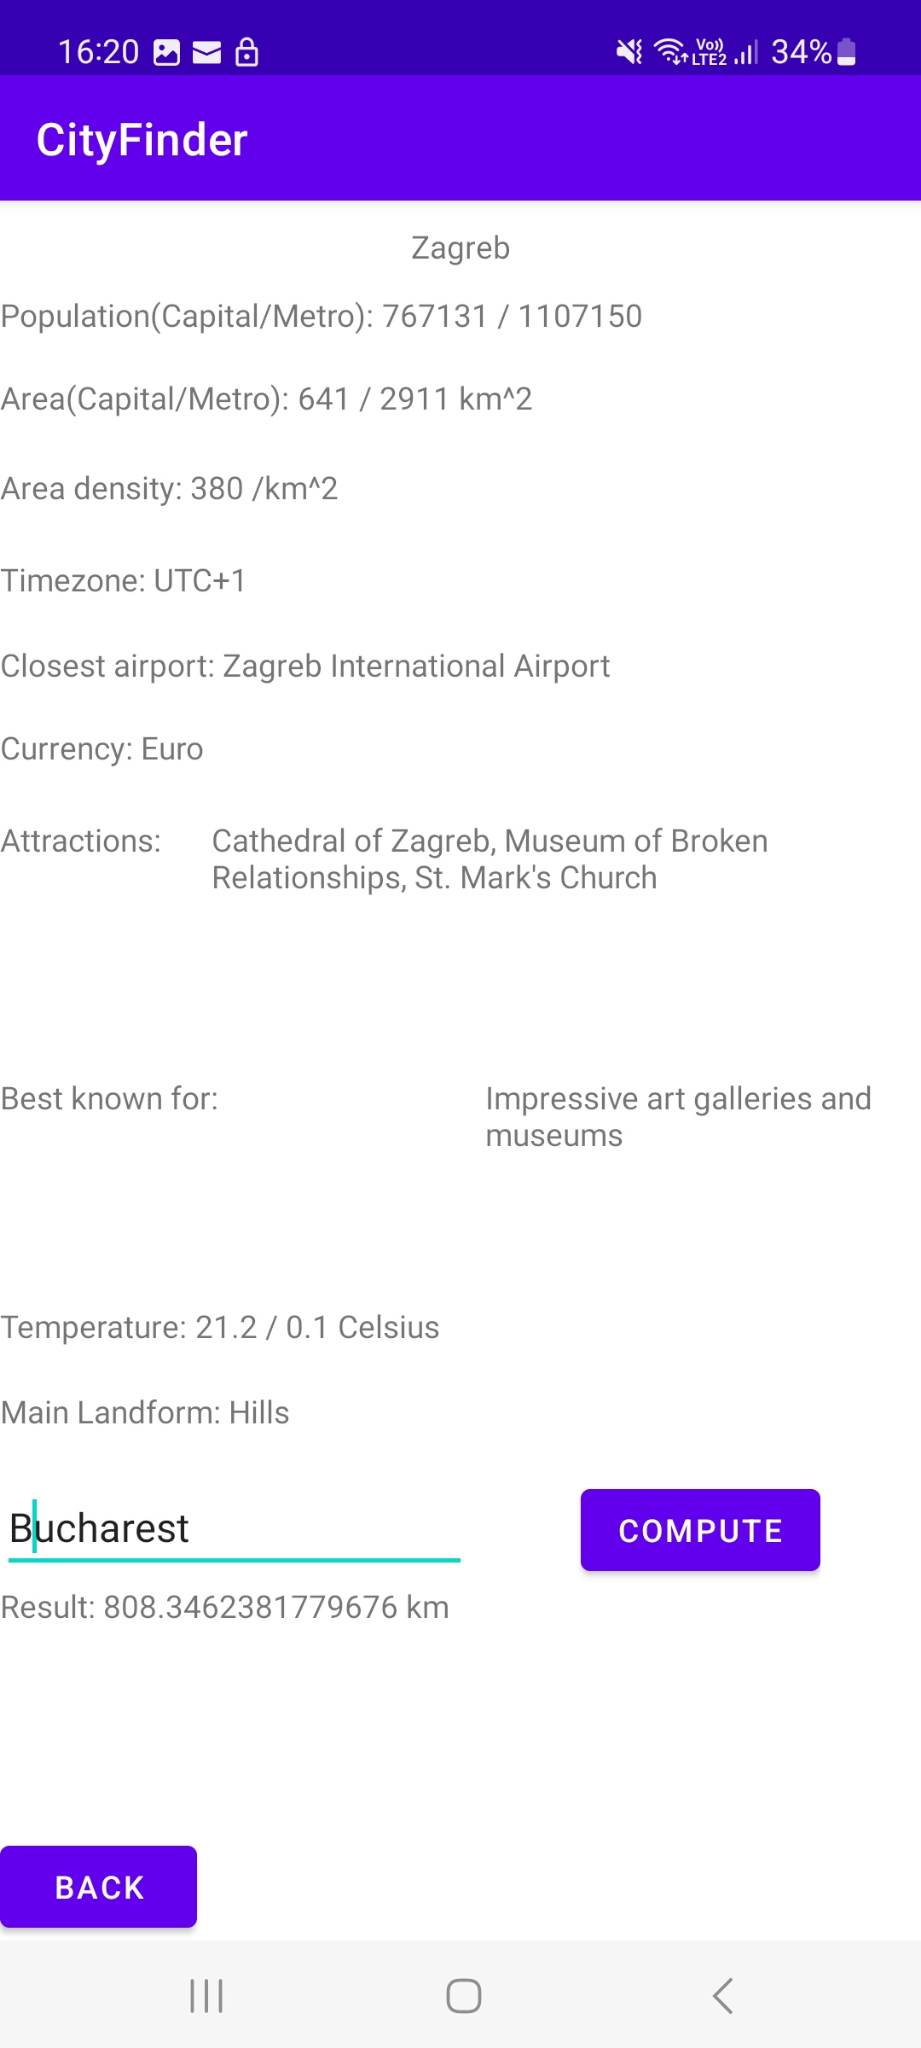 16:20
Vo)) LTE2 34%
CityFinder
Zagreb
Population(Capital/Metro): 767131 / 1107150
Area(Capital/Metro): 641 / 2911 km^2
Area density: 380 /km^2
Timezone: UTC+1
Closest airport: Zagreb International Airport
Currency: Euro
Attractions: Cathedral of Zagreb, Museum of Broken
Relationships, St. Mark's Church
Best known for: Impressive art galleries and
museums
Temperature: 21.2 / 0.1 Celsius
Main Landform: Hills
Bucharest COMPUTE
Result: 808.3462381779676 km
BACK